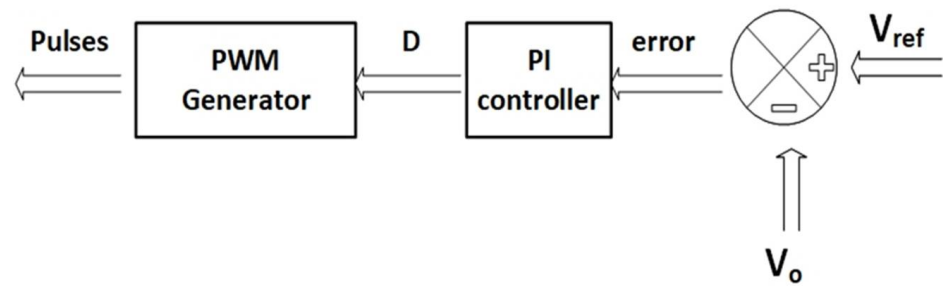 Pulses
PWM
Generator
D
PI
controller
error
+
−
Vref
Vo